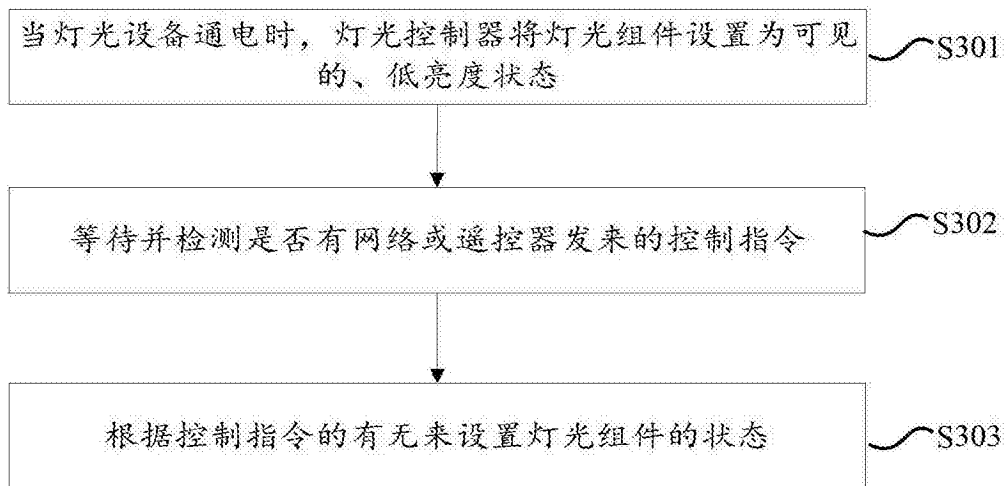 当灯光设备通电时，灯光控制器将灯光组件设置为可见
的、低亮度状态
S301
等待并检测是否有网络或遥控器发来的控制指令
S302
根据控制指令的有无来设置灯光组件的状态
S303